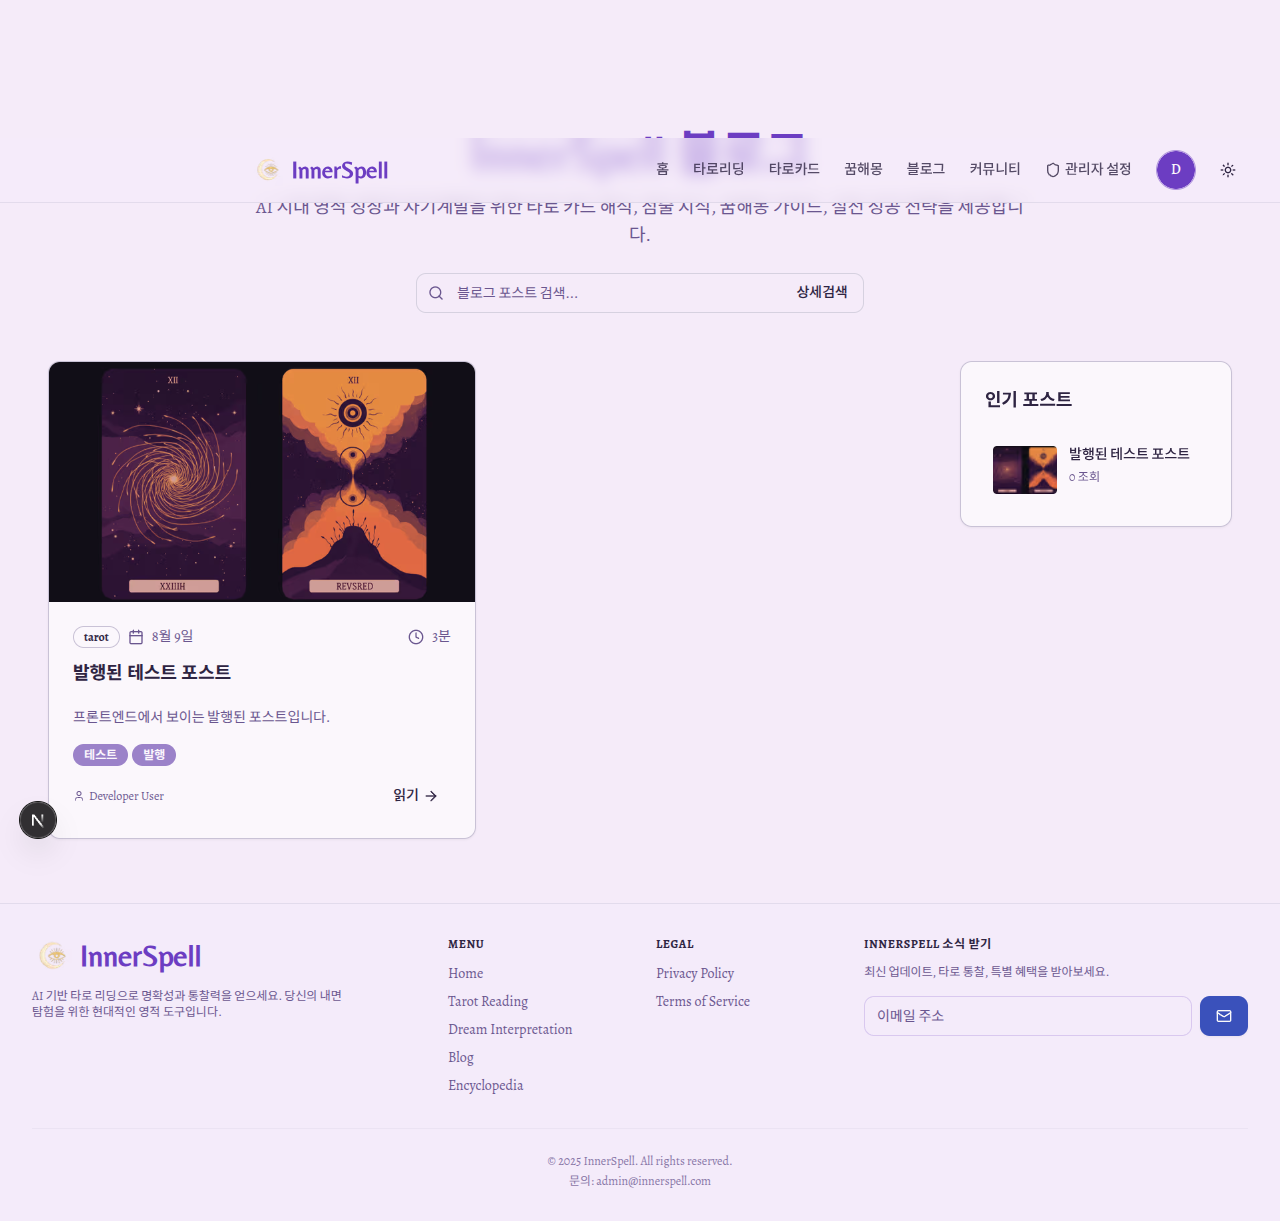 InnerSpell 블로그
InnerSpell
홈
타로리딩
타로카드
꿈해몽
블로그
커뮤니티
관리자 설정
D
AI 시대 영적 성장과 자기계발을 위한 타로 카드 해석, 점술 지식, 꿈해몽 가이드, 실전 성공 전략을 제공합니
다.
블로그 포스트 검색...
상세검색
XII
XII
XXIIIH
REVSRED
tarot
8월 9일
3분
발행된 테스트 포스트
프론트엔드에서 보이는 발행된 포스트입니다.
테스트
발행
Developer User
읽기
인기 포스트
발행된 테스트 포스트
0 조회
N
InnerSpell
AI 기반 타로 리딩으로 명확성과 통찰력을 얻으세요. 당신의 내면
탐험을 위한 현대적인 영적 도구입니다.
MENU
Home
Tarot Reading
Dream Interpretation
Blog
Encyclopedia
LEGAL
Privacy Policy
Terms of Service
INNERSPELL 소식 받기
최신 업데이트, 타로 통찰, 특별 혜택을 받아보세요.
이메일 주소
© 2025 InnerSpell. All rights reserved.
문의: admin@innerspell.com